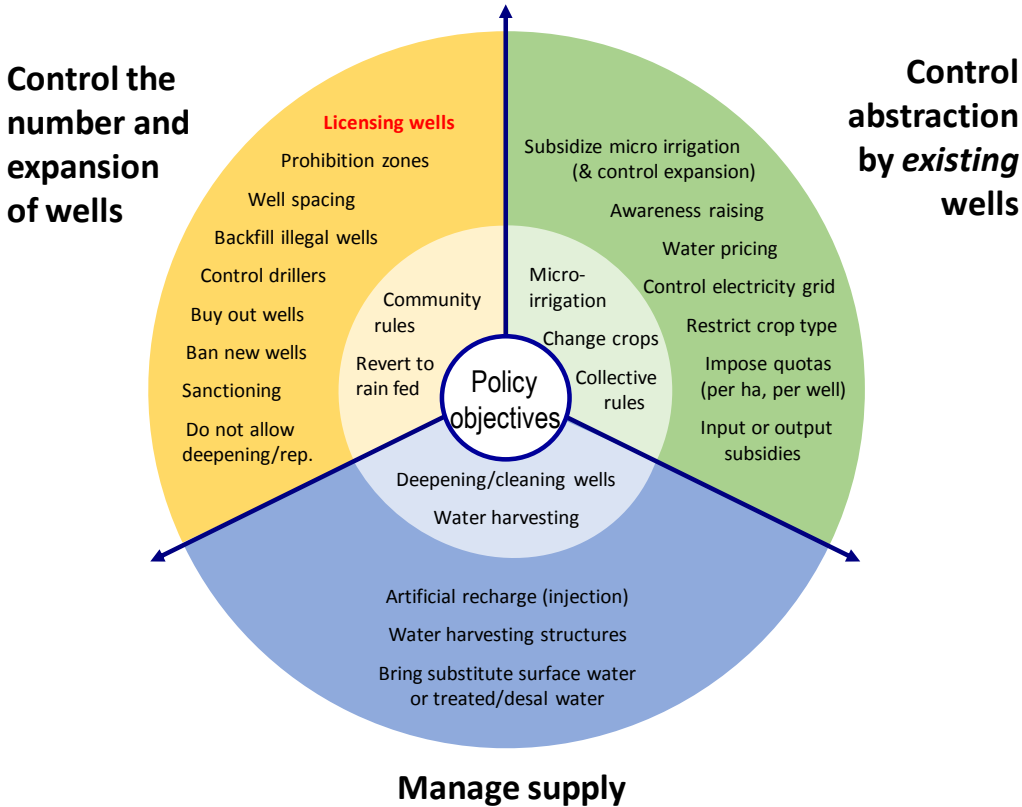 Control the
number and
expansion
of wells
Control
abstraction
by existing
wells
Licensing wells
Prohibition zones
Well spacing
Backfill illegal wells
Control drillers
Buy out wells
Ban new wells
Sanctioning
Do not allow
deepening/rep.
Community
rules
Revert to
rain fed
Subsidize micro irrigation
(& control expansion)
Awareness raising
Water pricing
Control electricity grid
Restrict crop type
Impose quotas
(per ha, per well)
Input or output
subsidies
Micro-
irrigation
Change crops
Collective
rules
Policy
objectives
Deepening/cleaning wells
Water harvesting
Artificial recharge (injection)
Water harvesting structures
Bring substitute surface water
or treated/desal water
Manage supply